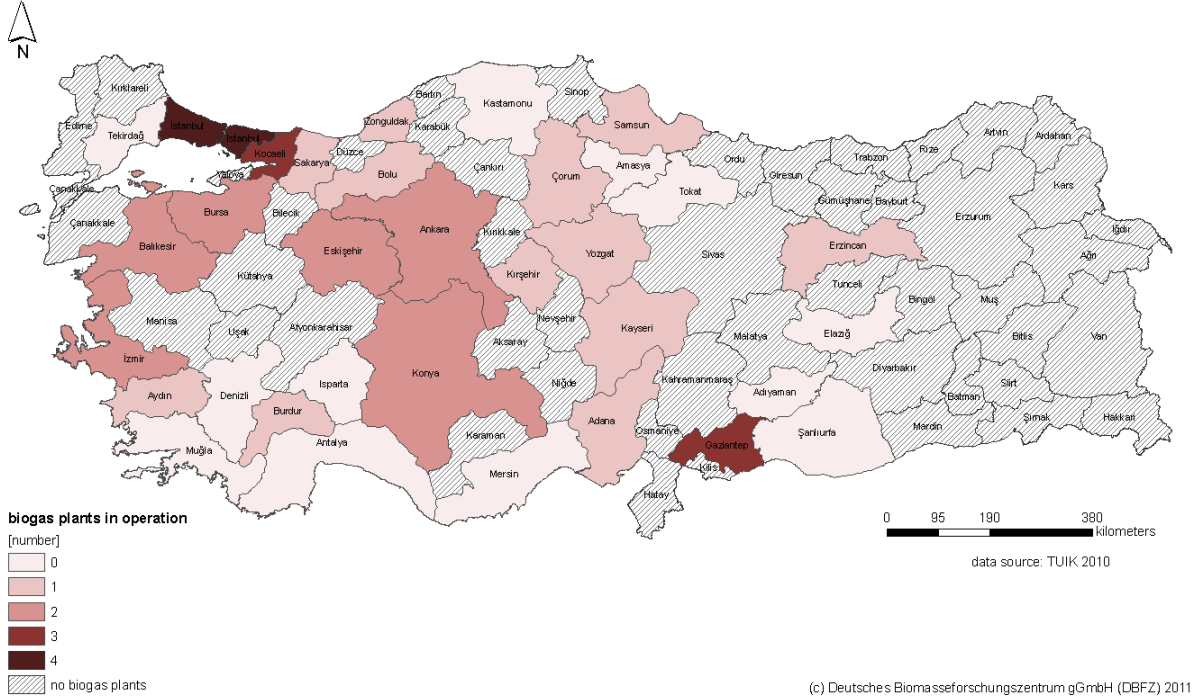 N
Kırklareli
Edirne
Tekirdağ
İstanbul
İstanbul
Kocaeli
Yalova
Sakarya
Düzce
Zonguldak
Bartın
Karabük
Kastamonu
Sinop
Samsun
Çankırı
Bolu
Çorum
Amasya
Tokat
Ordu
Giresun
Trabzon
Rize
Artvin
Ardahan
Gümüşhane
Bayburt
Kars
Erzurum
Iğdır
Ağrı
Çanakkale
Çanakkale
Balıkesir
Bursa
Bilecik
Eskişehir
Ankara
Kırıkkale
Kırşehir
Yozgat
Sivas
Erzincan
Tunceli
Bingöl
Muş
Bitlis
Van
Kütahya
Manisa
Uşak
Afyonkarahisar
Nevşehir
Aksaray
Kayseri
Malatya
Elazığ
Diyarbakır
Batman
Siirt
Şırnak
Hakkari
Mardin
İzmir
Aydın
Denizli
Isparta
Burdur
Konya
Niğde
Kahramanmaraş
Adıyaman
Şanlıurfa
Muğla
Antalya
Karaman
Mersin
Adana
Osmaniye
Gaziantep
Kilis
Hatay
biogas plants in operation
[number]
0
1
2
3
4
no biogas plants
0 95 190 380
kilometers
data source: TUIK 2010
(c) Deutsches Biomasseforschungszentrum gGmbH (DBFZ) 2011